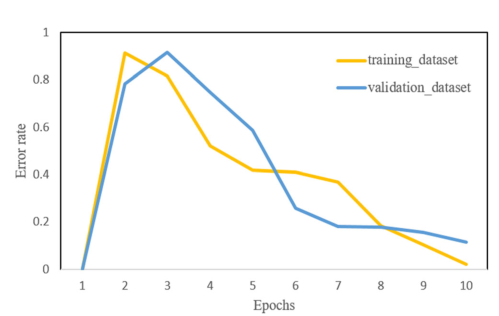 1
training_dataset
0.8
validation_dataset
0.6
Error rate
0.4
0.2
0
1 2 3 4 5 6 7 8 9 10
Epochs